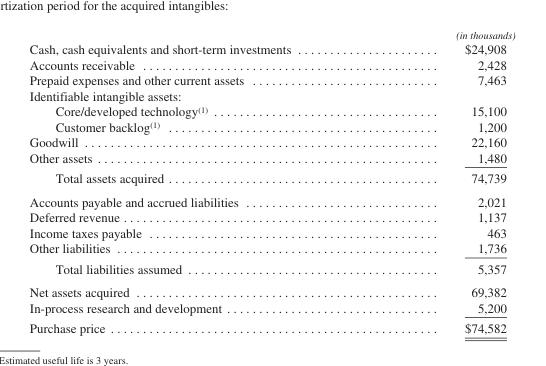 rtization period for the acquired intangibles:
(in thousands)
Cash, cash equivalents and short-term investments ........................ $24,908
Accounts receivable ........................ 2,428
Prepaid expenses and other current assets ........................ 7,463
Identifiable intangible assets:
Core/developed technology(1) ........................ 15,100
Customer backlog(1) ........................ 1,200
Goodwill ........................ 22,160
Other assets ........................ 1,480
Total assets acquired ........................ 74,739
Accounts payable and accrued liabilities ........................ 2,021
Deferred revenue ........................ 1,137
Income taxes payable ........................ 463
Other liabilities ........................ 1,736
Total liabilities assumed ........................ 5,357
Net assets acquired ........................ 69,382
In-process research and development ........................ 5,200
Purchase price ........................ $74,582
Estimated useful life is 3 years.